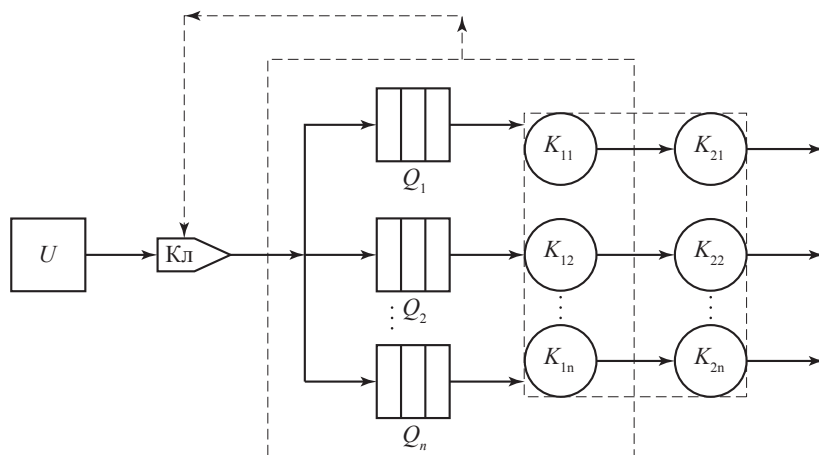 K₁₁
K₂₁
Q₁
U
Кл
K₁₂
K₂₂
Q₂
K₁ₙ
K₂ₙ
Qₙ